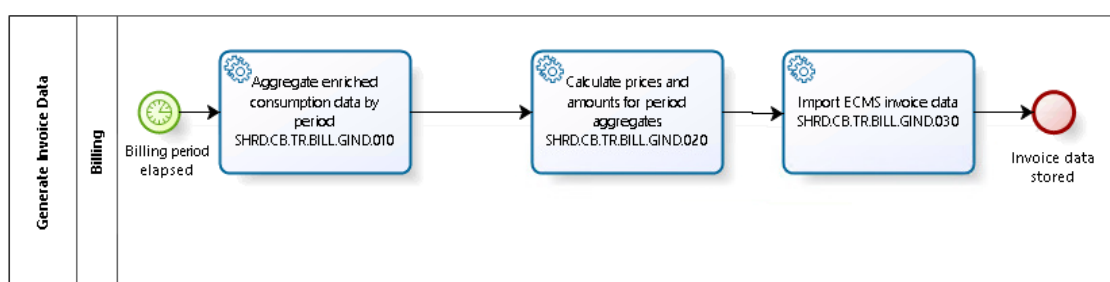 Generate Invoice Data
Billing
Billing period
elapsed
Aggregate enriched
consumption data by
period
SHRD.CB.TR.BILL.GIND.010
Calculate prices and
amounts for period
aggregates
SHRD.CB.TR.BILL.GIND.020
Import ECMS invoice data
SHRD.CB.TR.BILL.GIND.030
Invoice data
stored